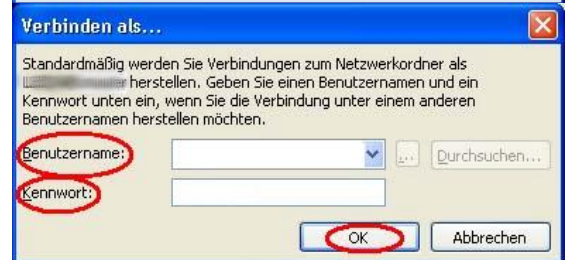 Verbinden als...
Standardmäßig werden Sie Verbindungen zum Netzwerkordner als
herstellen. Geben Sie einen Benutzernamen und ein
Kennwort unten ein, wenn Sie die Verbindung unter einem anderen
Benutzernamen herstellen möchten.
Benutzername:
... Durchsuchen...
Kennwort:
OK Abbrechen